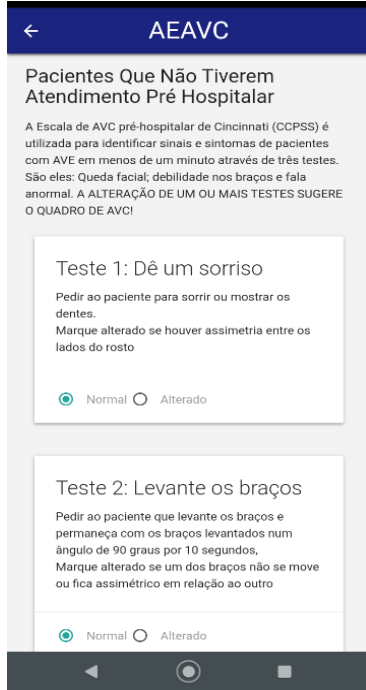 AEAVC
Pacientes Que Não Tiverem
Atendimento Pré Hospitalar
A Escala de AVC pré-hospitalar de Cincinnati (CCPSS) é
utilizada para identificar sinais e sintomas de pacientes
com AVE em menos de um minuto através de três testes.
São eles: Queda facial; debilidade nos braços e fala
anormal. A ALTERAÇÃO DE UM OU MAIS TESTES SUGERE
O QUADRO DE AVC!
Teste 1: Dê um sorriso
Pedir ao paciente para sorrir ou mostrar os
dentes.
Marque alterado se houver assimetria entre os
lados do rosto
Normal Alterado
Teste 2: Levante os braços
Pedir ao paciente que levante os braços e
permaneça com os braços levantados num
ângulo de 90 graus por 10 segundos,
Marque alterado se um dos braços não se move
ou fica assimétrico em relação ao outro
Normal Alterado